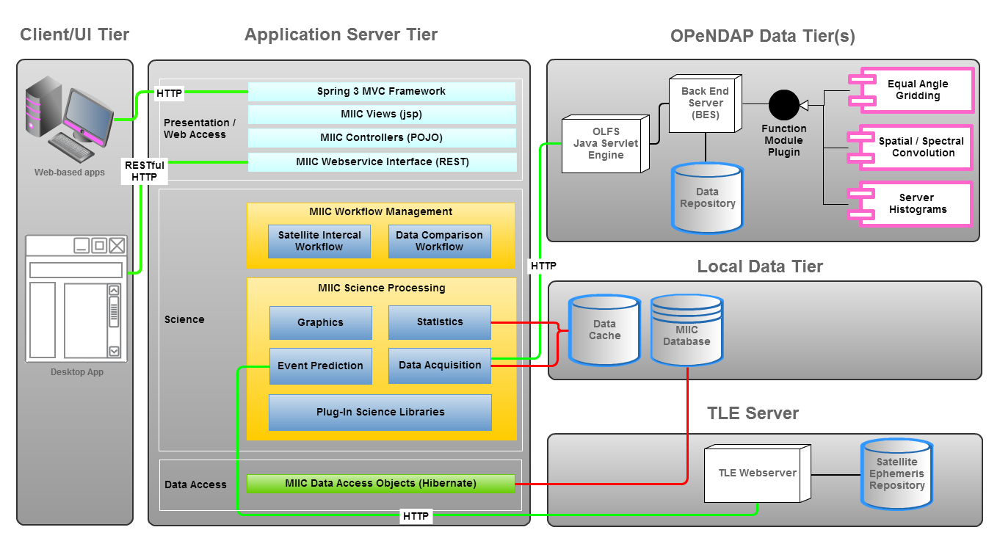 Client/UI Tier
Application Server Tier
OPeNDAP Data Tier(s)
Web-based apps
Desktop App
HTTP
RESTful
HTTP
Presentation /
Web Access
Spring 3 MVC Framework
MIIC Views (jsp)
MIIC Controllers (POJO)
MIIC Webservice Interface (REST)
Science
MIIC Workflow Management
Satellite Intercal
Workflow
Data Comparison
Workflow
MIIC Science Processing
Graphics
Statistics
Event Prediction
Data Acquisition
Plug-In Science Libraries
Data Access
MIIC Data Access Objects (Hibernate)
HTTP
HTTP
OLFS
Java Servlet
Engine
Back End
Server
(BES)
Data
Repository
Function
Module
Plugin
Equal Angle
Gridding
Spatial / Spectral
Convolution
Server
Histograms
Local Data Tier
Data
Cache
MIIC
Database
TLE Server
TLE Webserver
Satellite
Ephemeris
Repository